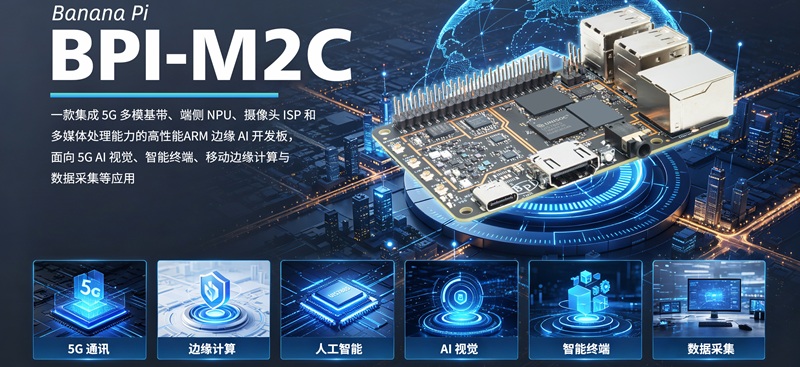 Banana Pi
BPI-M2C
一款集成 5G 多模基带、端侧 NPU、摄像头 ISP 和
多媒体处理能力的高性能ARM 边缘 AI 开发板，
面向 5G AI 视觉、智能终端、移动边缘计算与
数据采集等应用
UNISOC
5G
5G 通讯
边缘计算
人工智能
AI 视觉
智能终端
数据采集